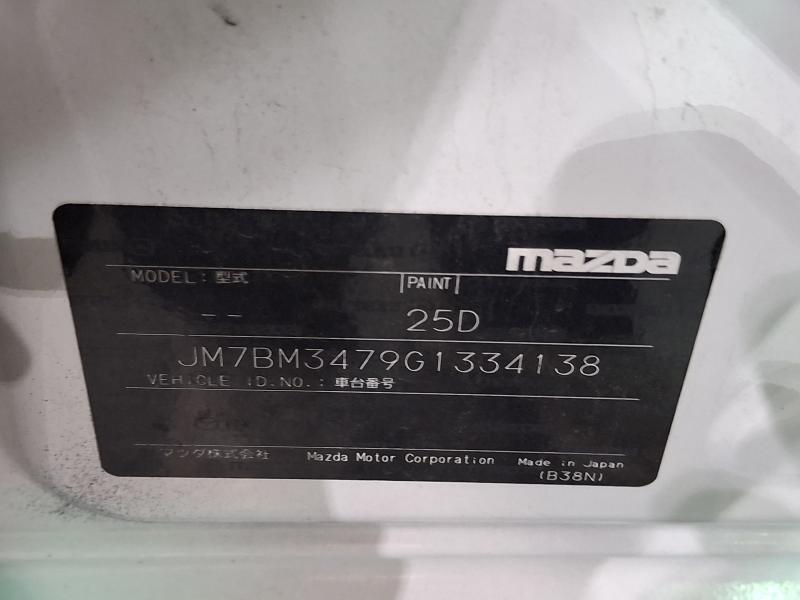 mazda
MODEL: 型式 PAINT
-- 25D
JM7BM3479G1334138
VEHICLE ID.NO.: 車台番号
マツダ株式会社 Mazda Motor Corporation Made in Japan
(B38N)